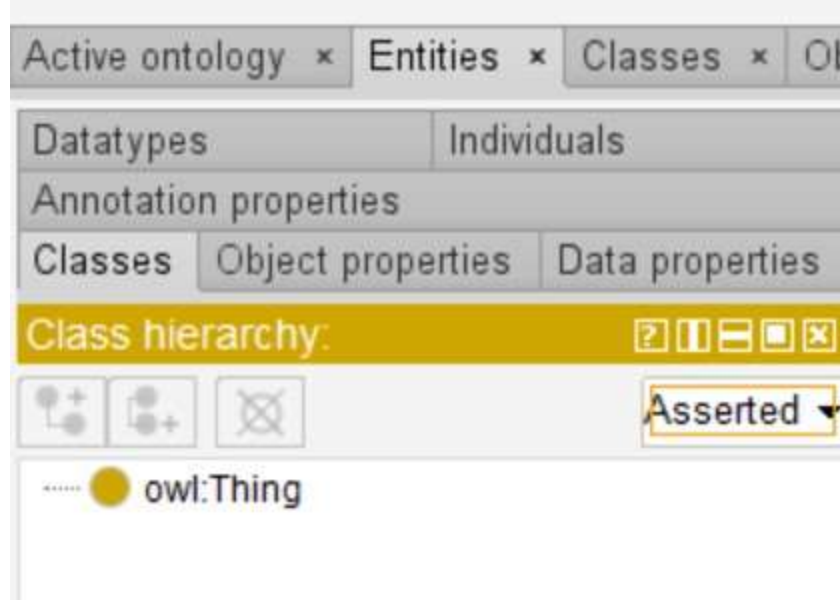 Active ontology × Entities × Classes ×
Datatypes Individuals
Annotation properties
Classes Object properties Data properties
Class hierarchy:
Asserted
owl:Thing